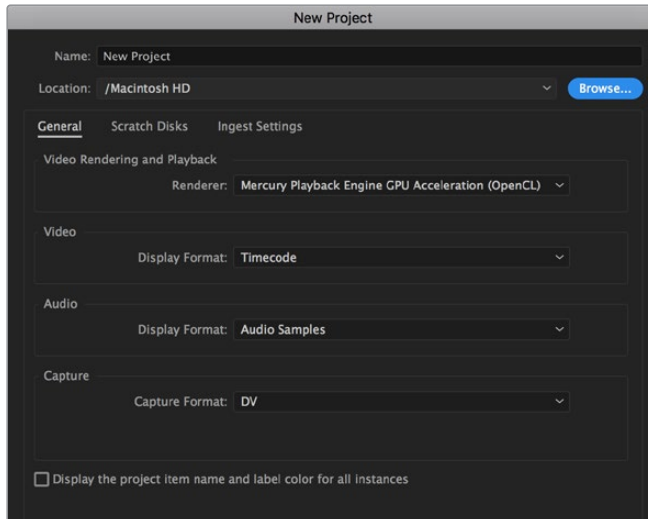 New Project
Name: New Project
Location: /Macintosh HD Browse...
General Scratch Disks Ingest Settings
Video Rendering and Playback
Renderer: Mercury Playback Engine GPU Acceleration (OpenCL)
Video
Display Format: Timecode
Audio
Display Format: Audio Samples
Capture
Capture Format: DV
Display the project item name and label color for all instances